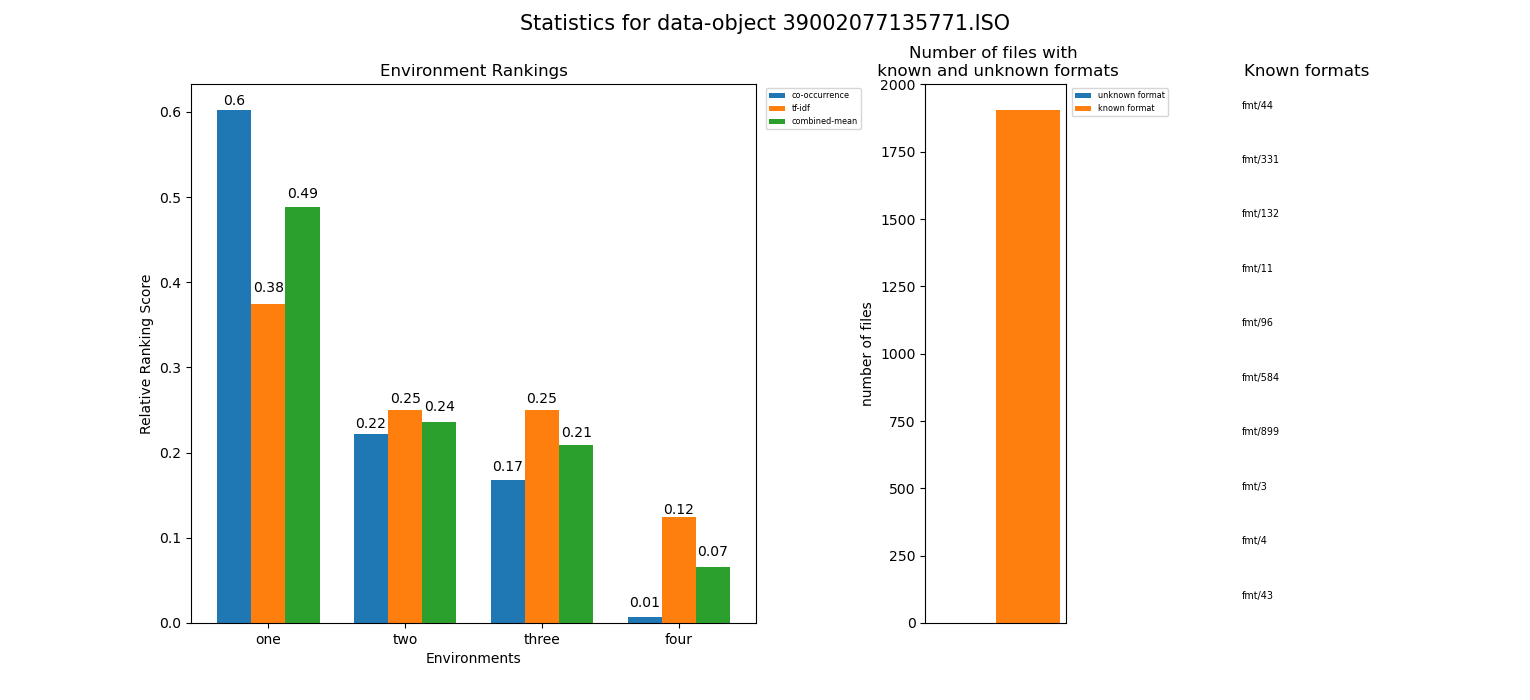 Statistics for data-object 39002077135771.ISO
Environment Rankings
Relative Ranking Score
0.6
0.5
0.4
0.3
0.2
0.1
0.0
0.6
0.38
0.49
0.22
0.25
0.24
0.17
0.25
0.21
0.01
0.12
0.07
one
two
three
four
Environments
co-occurrence
tf-idf
combined-mean
Number of files with
known and unknown formats
number of files
2000
1750
1500
1250
1000
750
500
250
0
unknown format
known format
Known formats
fmt/44
fmt/331
fmt/132
fmt/11
fmt/96
fmt/584
fmt/899
fmt/3
fmt/4
fmt/43